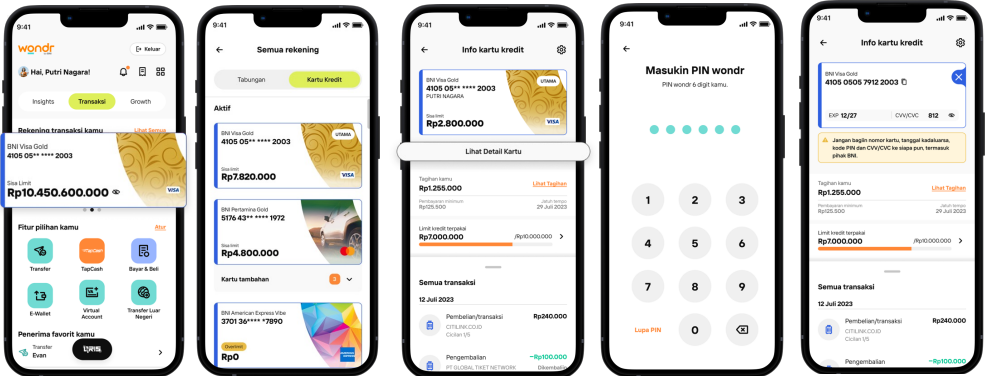 9:41
wondr
Keluar
Hai, Putri Nagara!
Insights
Transaksi
Growth
Rekening transaksi kamu
Lihat Semua
BNI Visa Gold
4105 05** **** 2003
Sisa Limit
Rp10.450.600.000
VISA
Fitur pilihan kamu
Atur
Transfer
TapCash
Bayar & Beli
E-Wallet
Virtual
Account
Transfer Luar
Negeri
Penerima favorit kamu
Transfer
Evan
QRIS
9:41
Semua rekening
Tabungan
Kartu Kredit
Aktif
BNI Visa Gold
4105 05** **** 2003
UTAMA
Sisa limit
Rp7.820.000
VISA
BNI Pertamina Gold
5176 43** **** 1972
Sisa limit
Rp4.800.000
Kartu tambahan
2
BNI American Express Vibe
3701 36**** *7890
Overlimit
Rp0
9:41
Info kartu kredit
BNI Visa Gold
4105 05** **** 2003
PUTRI NAGARA
UTAMA
Sisa limit
Rp2.800.000
VISA
Lihat Detail Kartu
Tagihan kamu
Rp1.255.000
Lihat Tagihan
Pembayaran minimum
Rp125.500
Jatuh tempo
29 Juli 2023
Limit kredit terpakai
Rp7.000.000
/Rp10.000.000
Semua transaksi
12 Juli 2023
Pembelian/transaksi
Rp240.000
CITILINK.CO.ID
Cicilan 1/5
Pengembalian
-Rp100.000
PT GLOBAL TIKET NETWORK
Dikembalikan
9:41
Masukin PIN wondr
PIN wondr 6 digit kamu.
1
2
3
4
5
6
7
8
9
Lupa PIN
0
9:41
Info kartu kredit
BNI Visa Gold
4105 0505 7912 2003
EXP 12/27
CVV/CVC
812
Jangan bagiin nomor kartu, tanggal kadaluarsa,
kode PIN dan CVV/CVC ke siapa pun, termasuk
pihak BNI.
Tagihan kamu
Rp1.255.000
Lihat Tagihan
Pembayaran minimum
Rp125.500
Jatuh tempo
29 Juli 2023
Limit kredit terpakai
Rp7.000.000
/Rp10.000.000
Semua transaksi
12 Juli 2023
Pembelian/transaksi
Rp240.000
CITILINK.CO.ID
Cicilan 1/5
Pengembalian
-Rp100.000